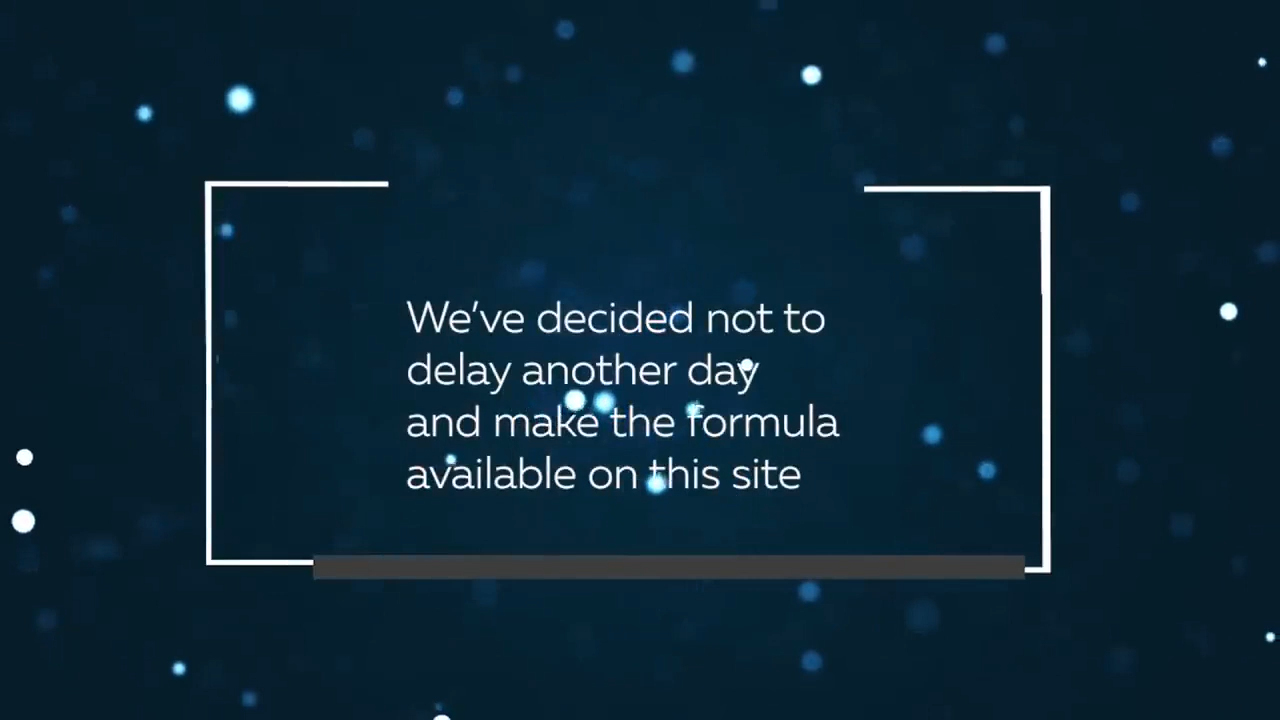 We’ve decided not to
delay another day
and make the formula
available on this site